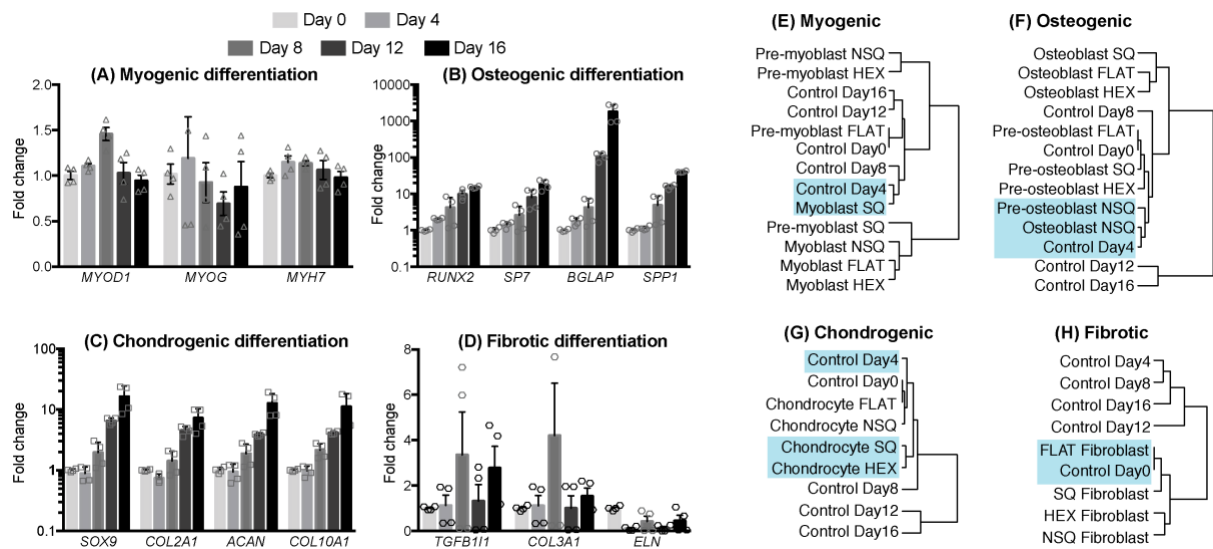 Day 0
Day 4
Day 8
Day 12
Day 16
(A) Myogenic differentiation
Fold change
2.0
1.5
1.0
0.5
0.0
MYOD1
MYOG
MYH7
(B) Osteogenic differentiation
Fold change
10000
1000
100
10
1
0.1
RUNX2
SP7
BGLAP
SPP1
(C) Chondrogenic differentiation
Fold change
100
10
1
0.1
SOX9
COL2A1
ACAN
COL10A1
(D) Fibrotic differentiation
Fold change
8
6
4
2
0
TGFB1I1
COL3A1
ELN
(E) Myogenic
Pre-myoblast NSQ
Pre-myoblast HEX
Control Day16
Control Day12
Pre-myoblast FLAT
Control Day0
Control Day8
Control Day4
Myoblast SQ
Pre-myoblast SQ
Myoblast NSQ
Myoblast FLAT
Myoblast HEX
(F) Osteogenic
Osteoblast SQ
Osteoblast FLAT
Osteoblast HEX
Control Day8
Pre-osteoblast FLAT
Control Day0
Pre-osteoblast SQ
Pre-osteoblast HEX
Pre-osteoblast NSQ
Osteoblast NSQ
Control Day4
Control Day12
Control Day16
(G) Chondrogenic
Control Day4
Control Day0
Chondrocyte FLAT
Chondrocyte NSQ
Chondrocyte SQ
Chondrocyte HEX
Control Day8
Control Day12
Control Day16
(H) Fibrotic
Control Day4
Control Day8
Control Day16
Control Day12
FLAT Fibroblast
Control Day0
SQ Fibroblast
HEX Fibroblast
NSQ Fibroblast